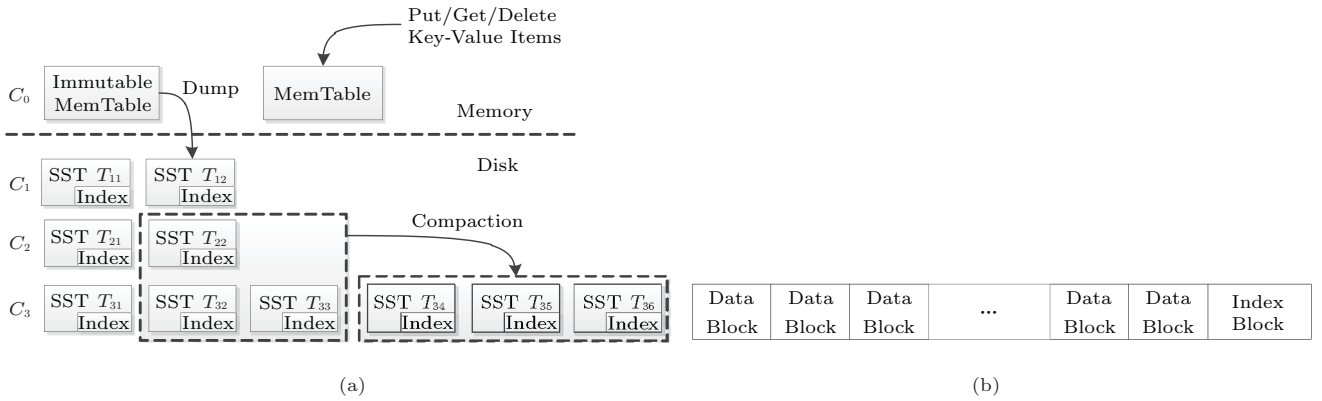 Put/Get/Delete
Key-Value Items
C₀
Immutable
MemTable
Dump
MemTable
Memory
Disk
C₁
SST T₁₁
Index
SST T₁₂
Index
Compaction
C₂
SST T₂₁
Index
SST T₂₂
Index
C₃
SST T₃₁
Index
SST T₃₂
Index
SST T₃₃
Index
SST T₃₄
Index
SST T₃₅
Index
SST T₃₆
Index
Data
Block
Data
Block
Data
Block
...
Data
Block
Data
Block
Index
Block
(a)
(b)